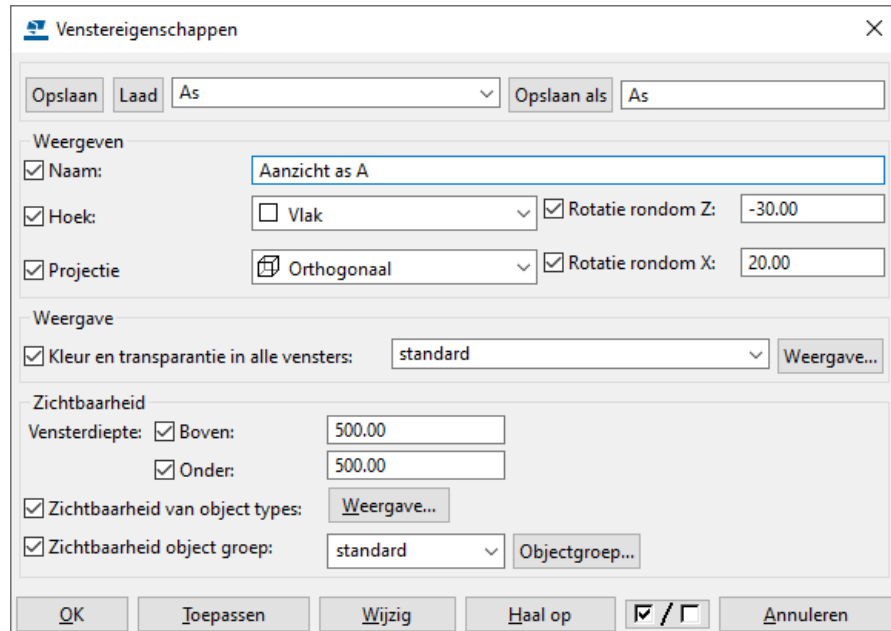 Venstereigenschappen
Opslaan Laad As Opslaan als As
Weergeven
Naam: Aanzicht as A
Hoek: Vlak Rotatie rondom Z: -30.00
Projectie Orthogonaal Rotatie rondom X: 20.00
Weergave
Kleur en transparantie in alle vensters: standard Weergave...
Zichtbaarheid
Vensterdiepte: Boven: 500.00
Onder: 500.00
Zichtbaarheid van object types: Weergave...
Zichtbaarheid object groep: standard Objectgroep...
OK Toepassen Wijzig Haal op / Annuleren